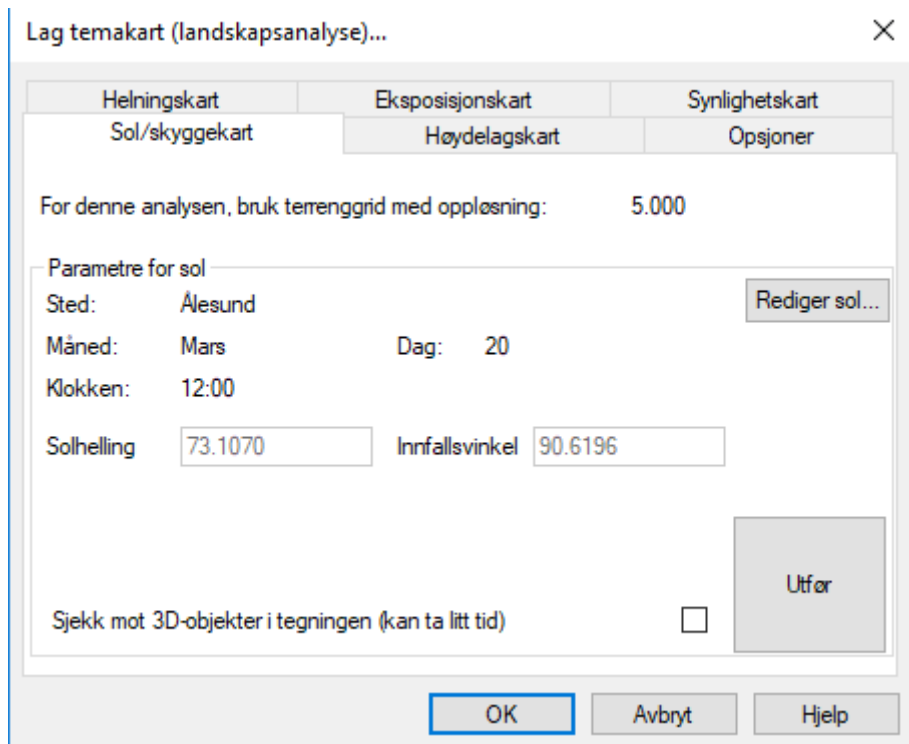 Lag temakart (landskapsanalyse)...
Helningskart Eksposisjonskart Synlighetskart
Sol/skyggekart Høydelagskart Opsjoner
For denne analysen, bruk terrenggrid med oppløsning: 5.000
Parametre for sol
Sted: Ålesund Rediger sol...
Måned: Mars Dag: 20
Klokken: 12:00
Solhelling 73.1070 Innfallsvinkel 90.6196
Utfør
Sjekk mot 3D-objekter i tegningen (kan ta litt tid)
OK Avbryt Hjelp